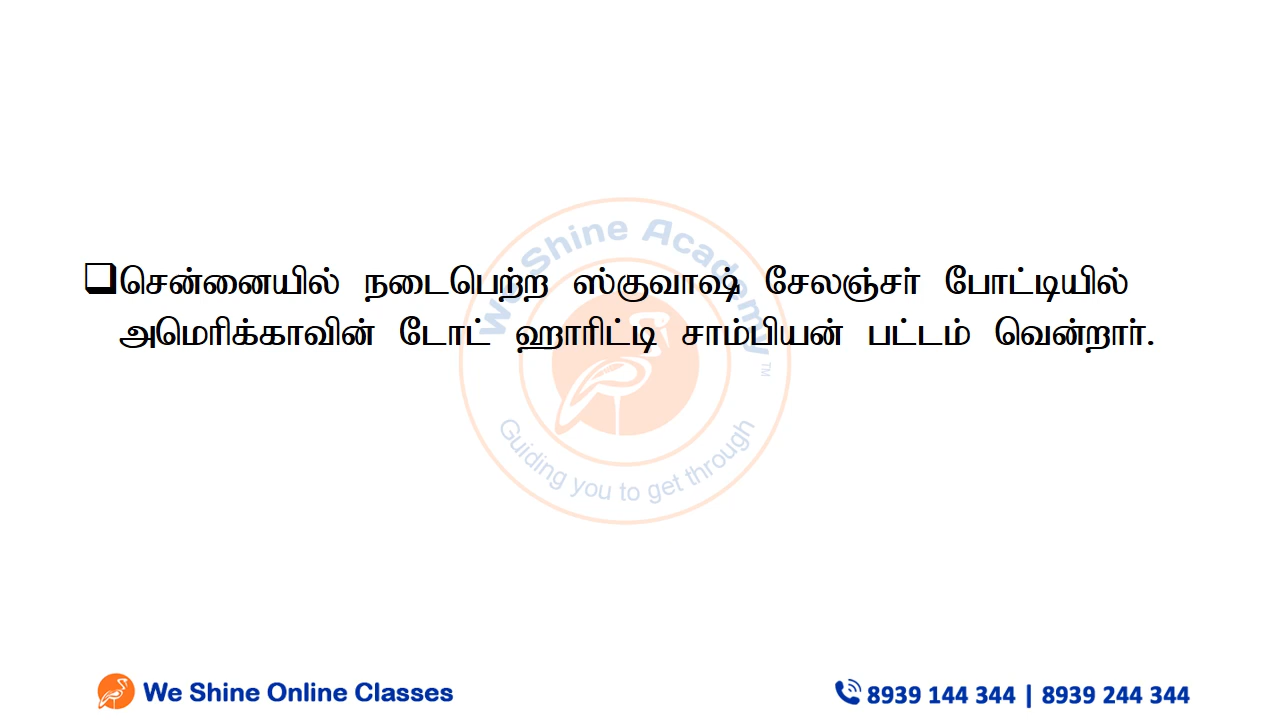 ❑சென்னையில் நடைபெற்ற ஸ்குவாஷ் சேலஞ்சர் போட்டியில்
அமெரிக்காவின் டோட் ஹாரிட்டி சாம்பியன் பட்டம் வென்றார்.
We Shine Academy
TM
Guiding you to get through
We Shine Online Classes
8939 144 344 | 8939 244 344